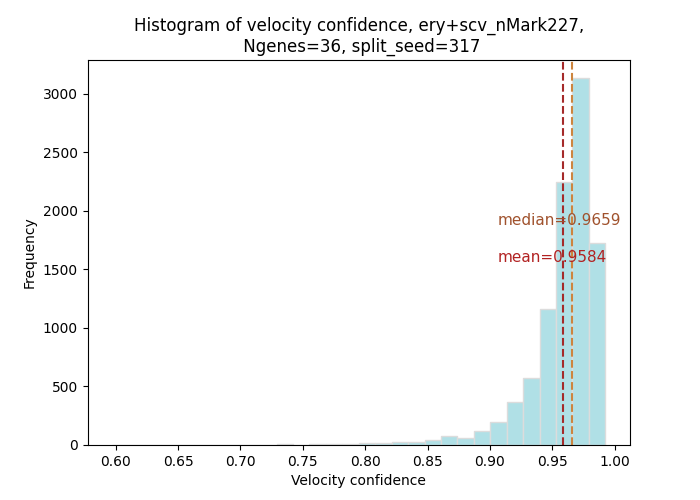 Histogram of velocity confidence, ery+scv_nMark227,
Ngenes=36, split_seed=317
Frequency
3000
2500
2000
1500
1000
500
0
median=0.9659
mean=0.9584
0.60 0.65 0.70 0.75 0.80 0.85 0.90 0.95 1.00
Velocity confidence